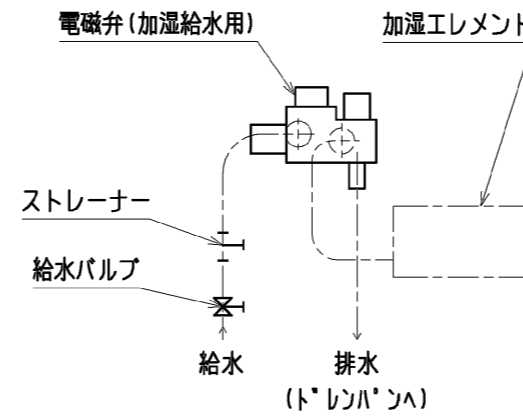 電磁弁(加湿給水用)
加湿エレメント
ストレーナー
給水バルブ
給水
排水
(ドレンパンへ)